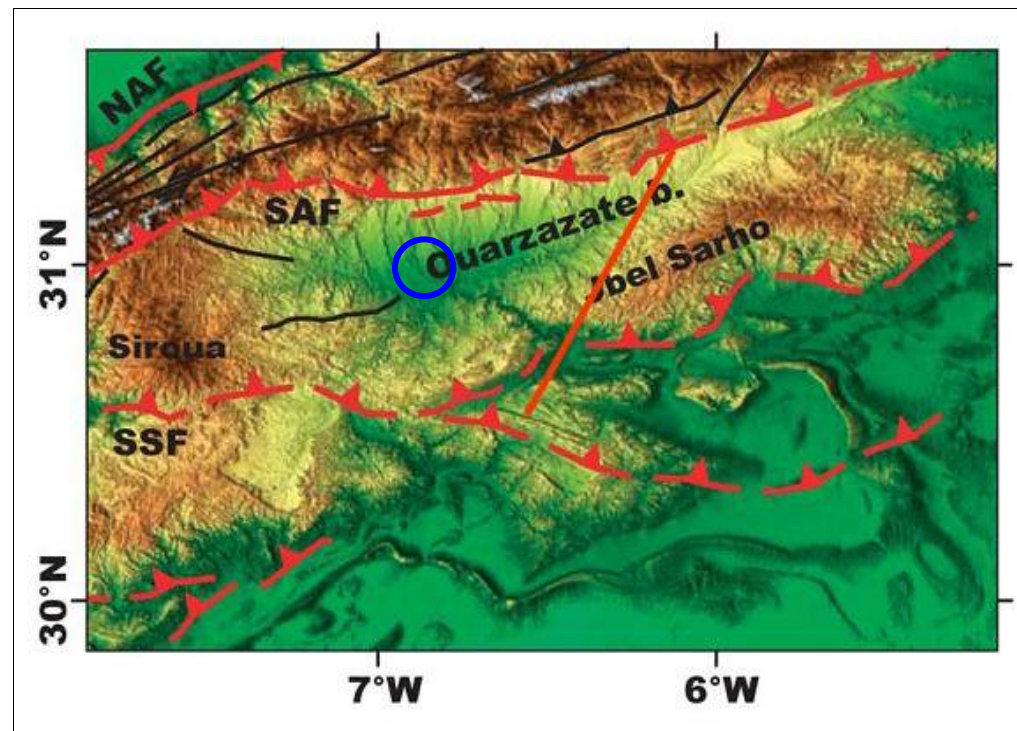 NAF
SAF
Ouarzazate b.
Jbel Sarho
Siroua
SSF
31°N
30°N
7°W
6°W